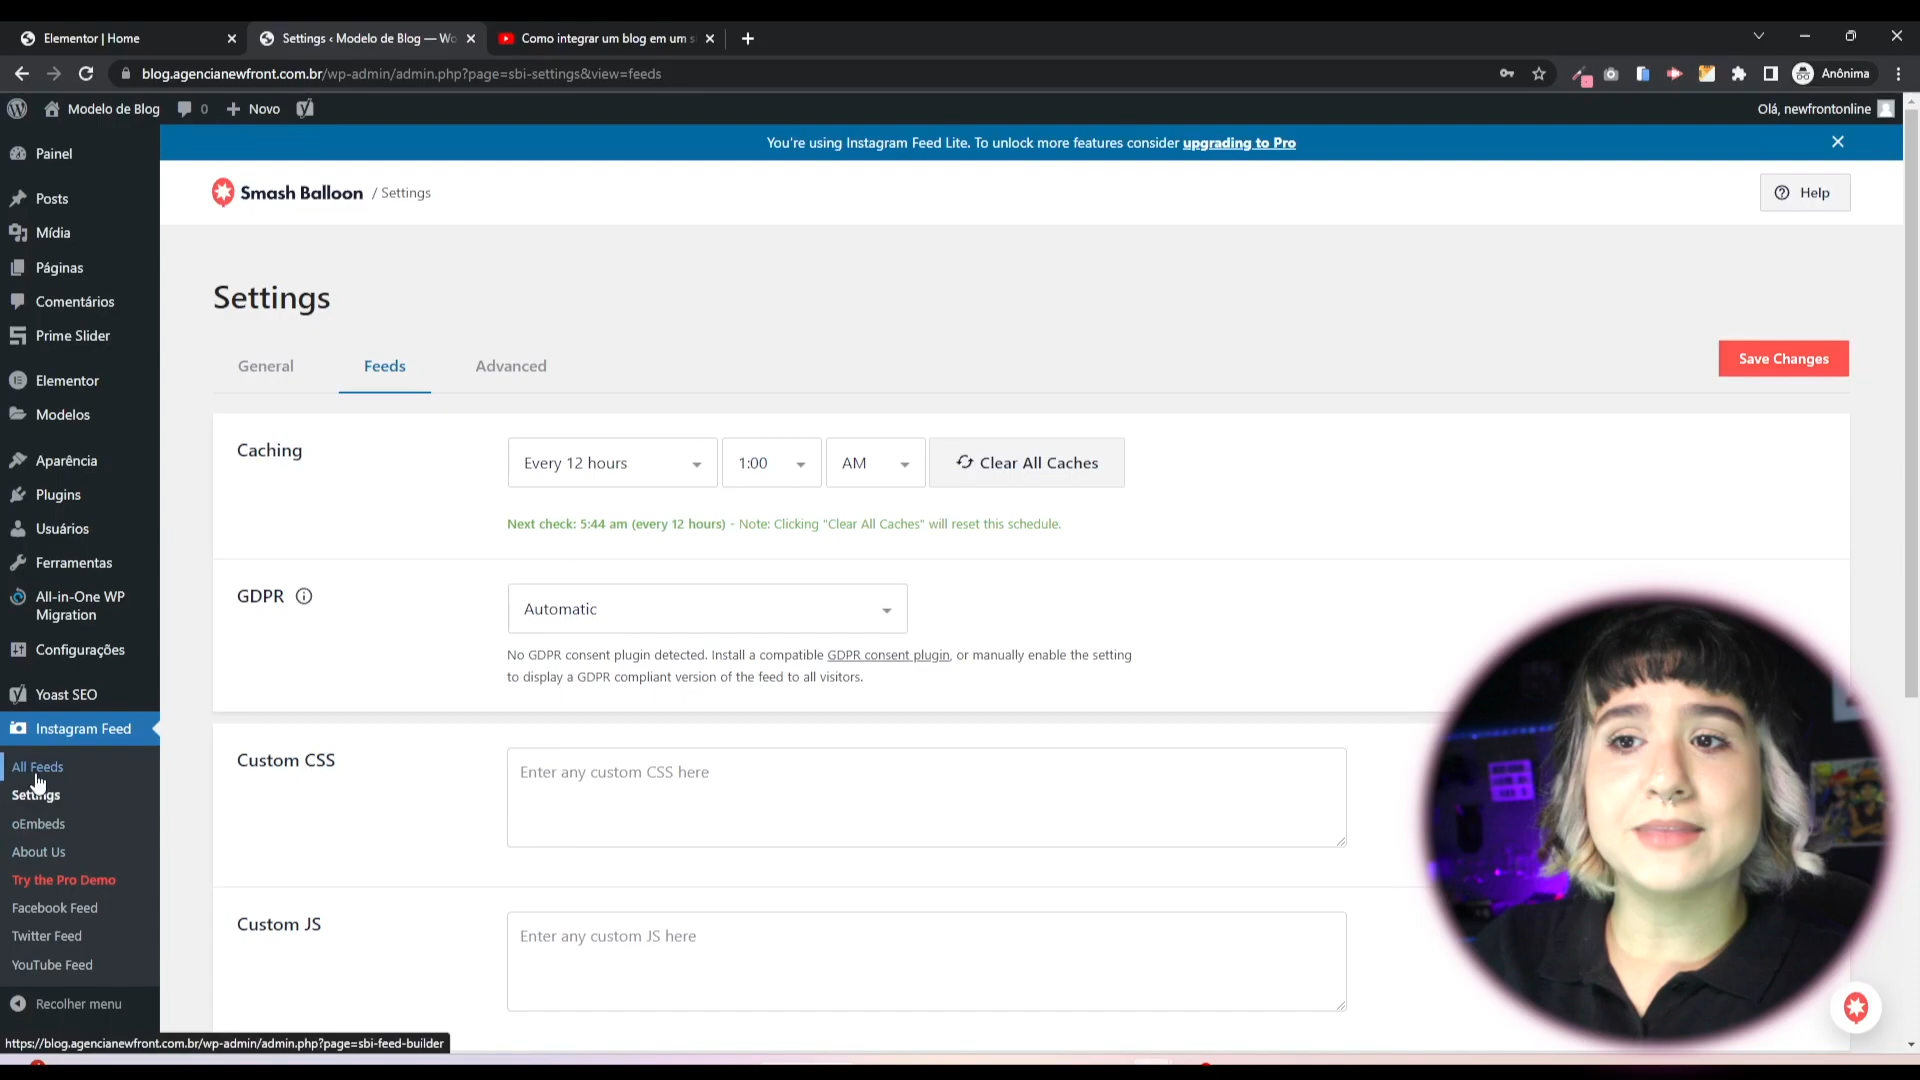 Elementor | Home
Settings ‹ Modelo de Blog — Wo
Como integrar um blog em um s
blog.agencianewfront.com.br/wp-admin/admin.php?page=sbi-settings&view=feeds
Anônima
Modelo de Blog
0
Novo
Olá, newfrontonline
You're using Instagram Feed Lite. To unlock more features consider upgrading to Pro
Painel
Posts
Mídia
Páginas
Comentários
Prime Slider
Elementor
Modelos
Aparência
Plugins
Usuários
Ferramentas
All-in-One WP
Migration
Configurações
Yoast SEO
Instagram Feed
All Feeds
Settings
oEmbeds
About Us
Try the Pro Demo
Facebook Feed
Twitter Feed
YouTube Feed
Recolher menu
Smash Balloon / Settings
Help
Settings
General
Feeds
Advanced
Save Changes
Caching
Every 12 hours
1:00
AM
Clear All Caches
Next check: 5:44 am (every 12 hours) - Note: Clicking "Clear All Caches" will reset this schedule.
GDPR
Automatic
No GDPR consent plugin detected. Install a compatible GDPR consent plugin, or manually enable the setting
to display a GDPR compliant version of the feed to all visitors.
Custom CSS
Enter any custom CSS here
Custom JS
Enter any custom JS here
https://blog.agencianewfront.com.br/wp-admin/admin.php?page=sbi-feed-builder